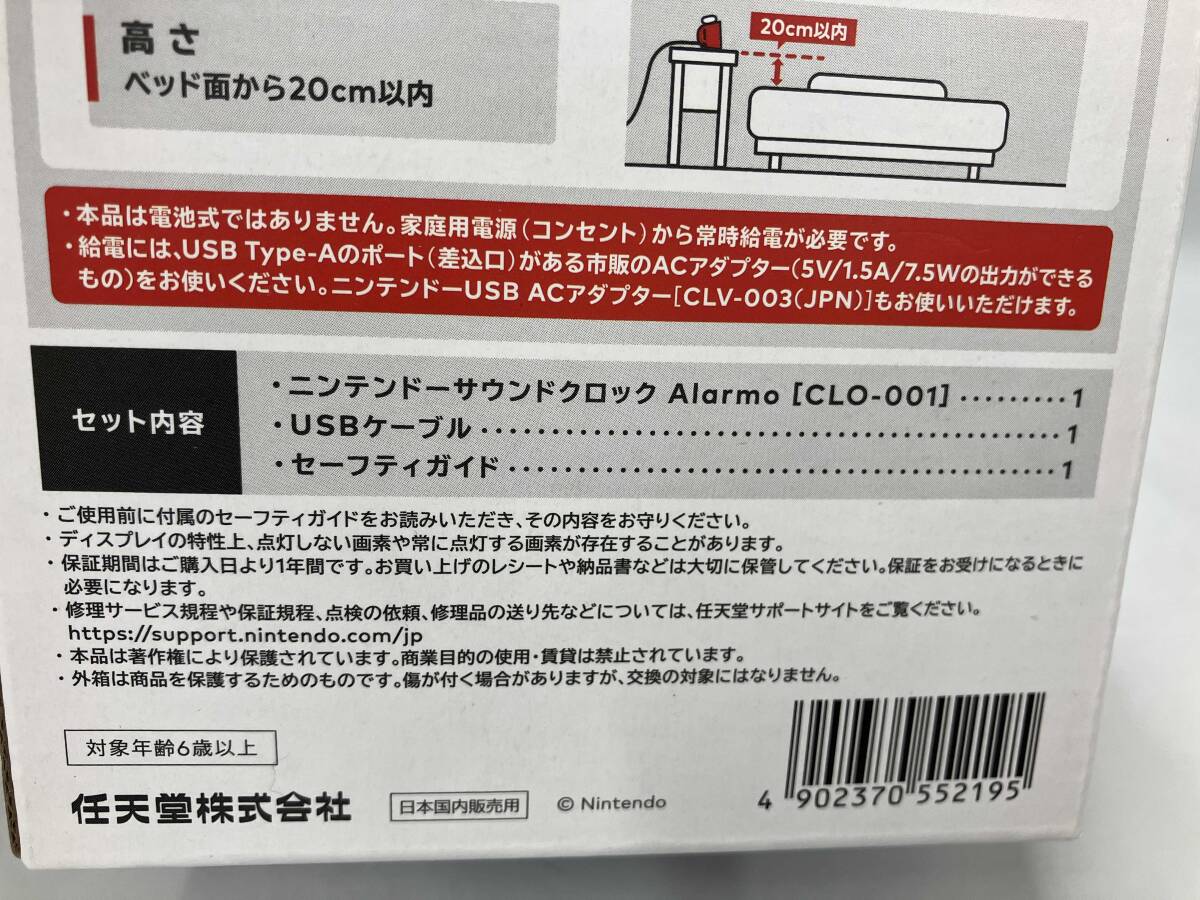 高さ
ベッド面から20cm以内
20cm以内
・本品は電池式ではありません。家庭用電源(コンセント)から常時給電が必要です。
・給電には、USB Type-Aのポート(差込口)がある市販のACアダプター(5V/1.5A/7.5Wの出力ができる
もの)をお使いください。ニンテンドーUSB ACアダプター[CLV-003(JPN)]もお使いいただけます。
セット内容
・ニンテンドーサウンドクロック Alarmo [CLO-001] ·········1
・USBケーブル ·············································1
・セーフティガイド ··········································1
・ご使用前に付属のセーフティガイドをお読みいただき、その内容をお守りください。
・ディスプレイの特性上、点灯しない画素や常に点灯する画素が存在することがあります。
・保証期間はご購入日より1年間です。お買い上げのレシートや納品書などは大切に保管してください。保証をお受けになるときに
必要になります。
・修理サービス規程や保証規程、点検の依頼、修理品の送り先などについては、任天堂サポートサイトをご覧ください。
https://support.nintendo.com/jp
・本品は著作権により保護されています。商業目的の使用・賃貸は禁止されています。
・外箱は商品を保護するためのものです。傷が付く場合がありますが、交換の対象にはなりません。
対象年齢6歳以上
任天堂株式会社
日本国内販売用
© Nintendo
4 902370 552195